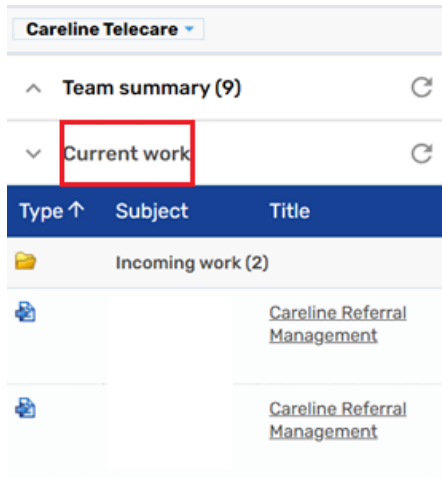 Careline Telecare
Team summary (9)
Current work
Type ↑ Subject Title
Incoming work (2)
Careline Referral
Management
Careline Referral
Management